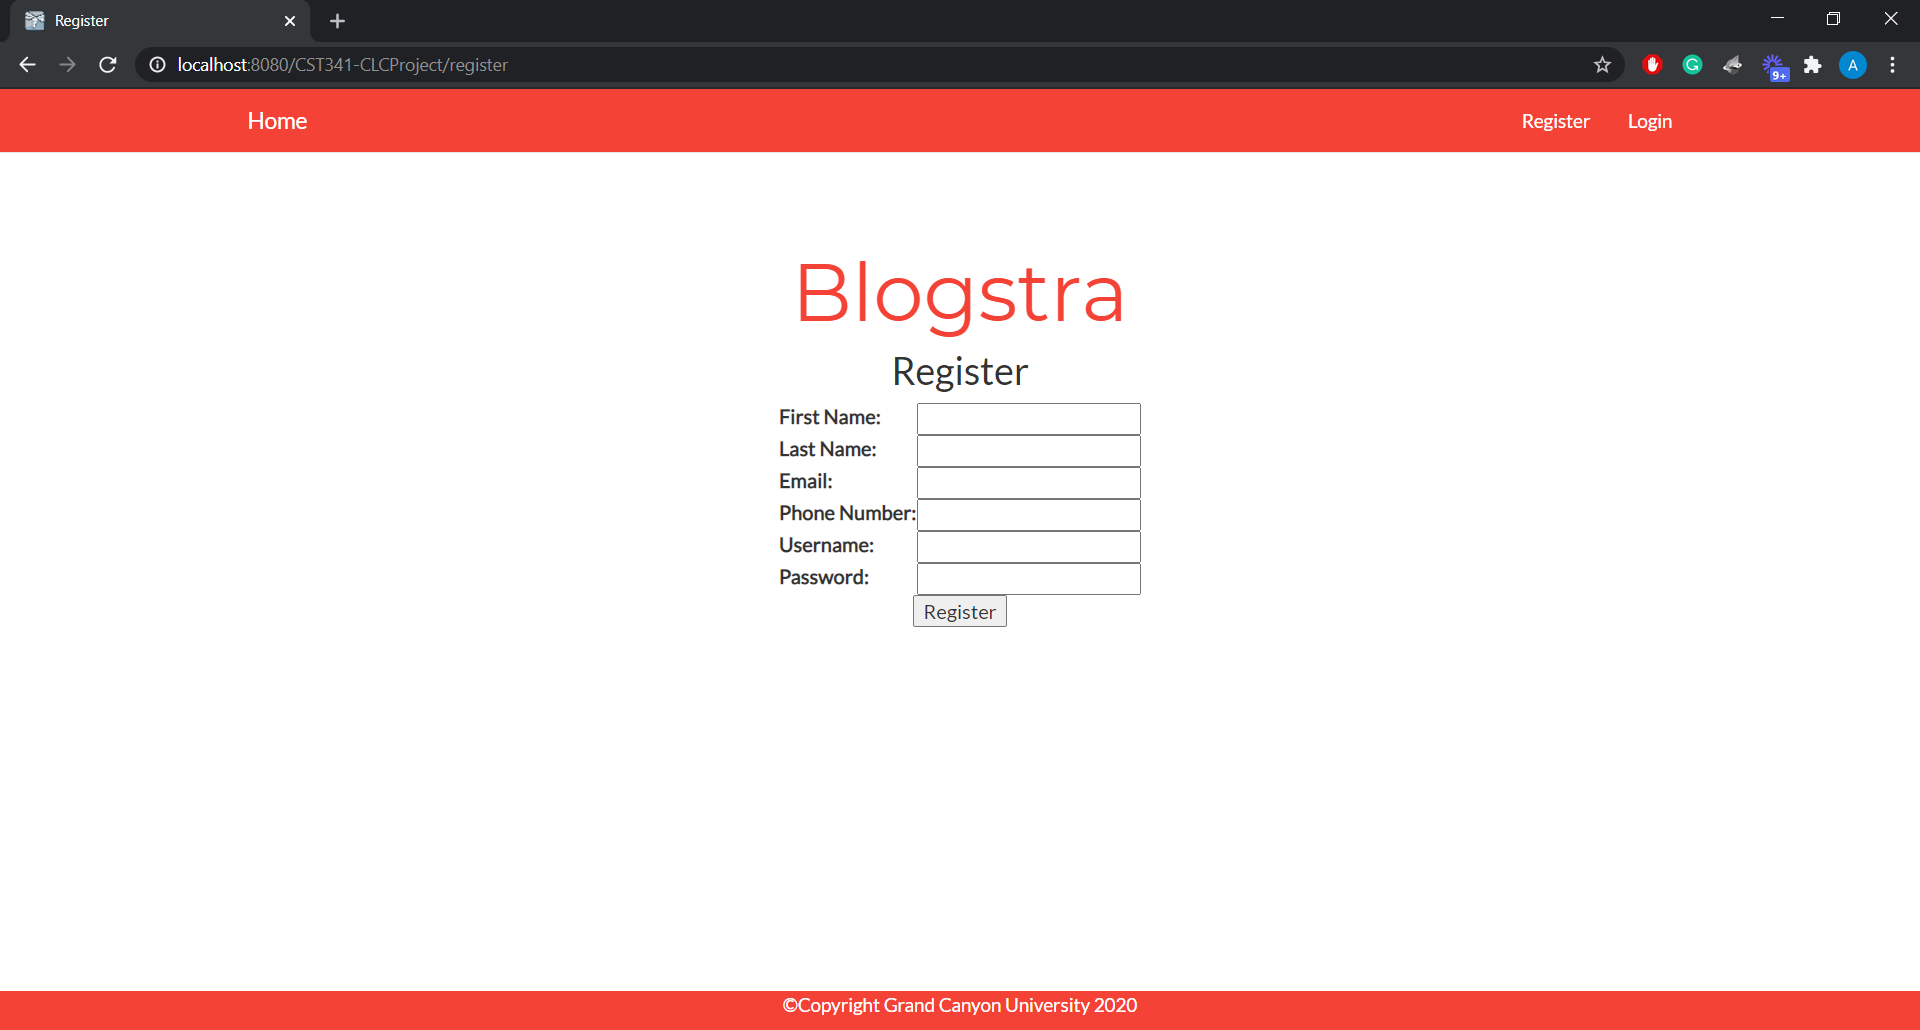 Register
localhost:8080/CST341-CLCProject/register
9+
A
Home
Register
Login
Blogstra
Register
First Name:
Last Name:
Email:
Phone Number:
Username:
Password:
Register
©Copyright Grand Canyon University 2020